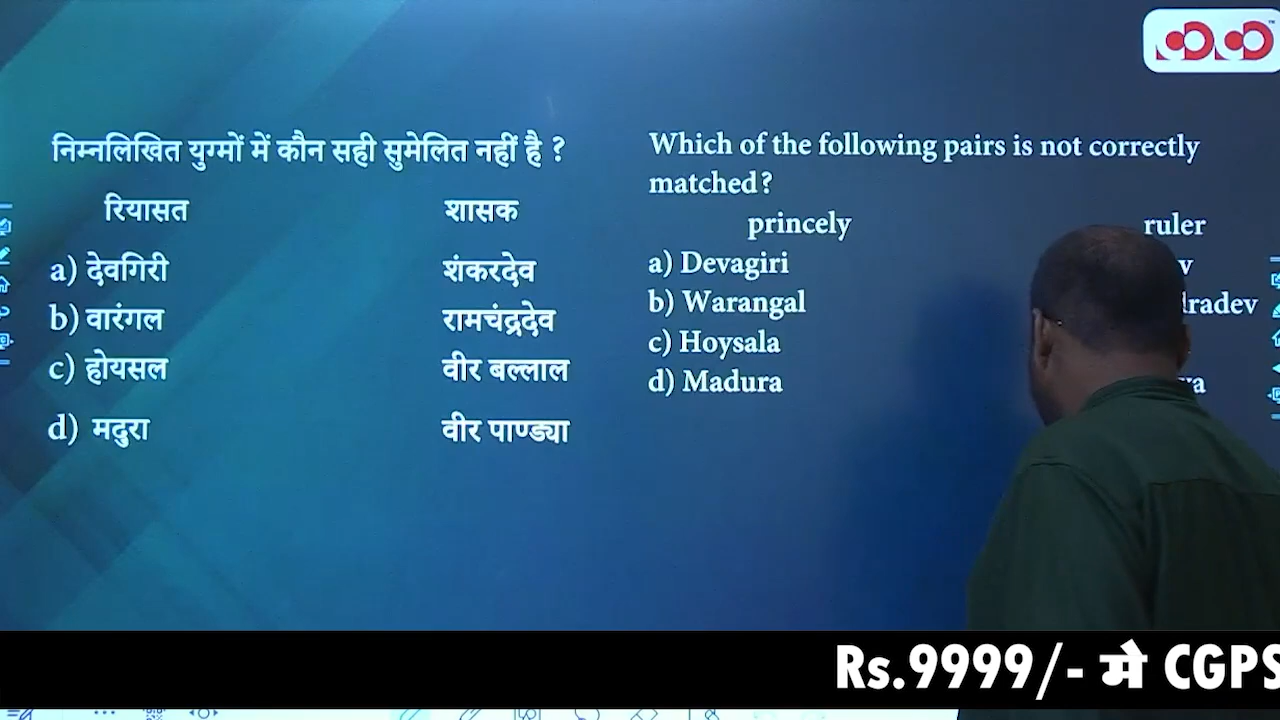 निम्नलिखित युग्मों में कौन सही सुमेलित नहीं है ?
रियासत शासक
a) देवगिरी शंकरदेव
b) वारंगल रामचंद्रदेव
c) होयसल वीर बल्लाल
d) मदुरा वीर पाण्ड्या
Which of the following pairs is not correctly
matched?
princely ruler
a) Devagiri
b) Warangal
c) Hoysala
d) Madura
Rs.9999/- मे CGPS